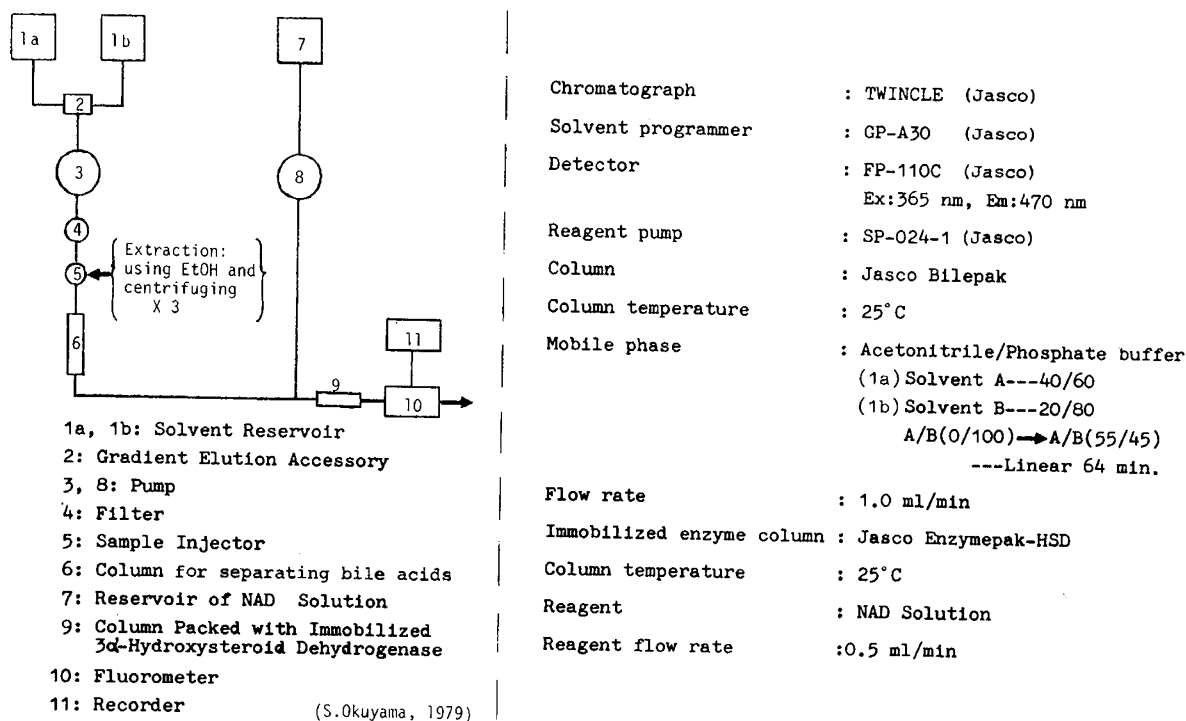 1a
1b
7
2
3
8
4
5
Extraction:
using EtOH and
centrifuging
X 3
6
11
9
10
1a, 1b: Solvent Reservoir
2: Gradient Elution Accessory
3, 8: Pump
4: Filter
5: Sample Injector
6: Column for separating bile acids
7: Reservoir of NAD Solution
9: Column Packed with Immobilized
3α-Hydroxysteroid Dehydrogenase
10: Fluorometer
11: Recorder (S.Okuyama, 1979)
Chromatograph : TWINCLE (Jasco)
Solvent programmer : GP-A30 (Jasco)
Detector : FP-110C (Jasco)
Ex:365 nm, Em:470 nm
Reagent pump : SP-024-1 (Jasco)
Column : Jasco Bilepak
Column temperature : 25°C
Mobile phase : Acetonitrile/Phosphate buffer
(1a) Solvent A---40/60
(1b) Solvent B---20/80
A/B(0/100)→A/B(55/45)
---Linear 64 min.
Flow rate : 1.0 ml/min
Immobilized enzyme column : Jasco Enzymepak-HSD
Column temperature : 25°C
Reagent : NAD Solution
Reagent flow rate :0.5 ml/min